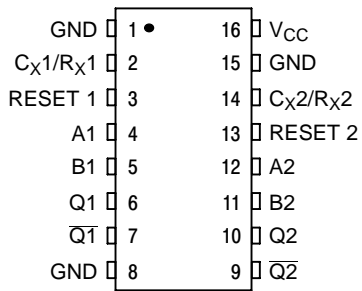 GND 1 16 VCC
CX1/RX1 2 15 GND
RESET 1 3 14 CX2/RX2
A1 4 13 RESET 2
B1 5 12 A2
Q1 6 11 B2
Q1 7 10 Q2
GND 8 9 Q2